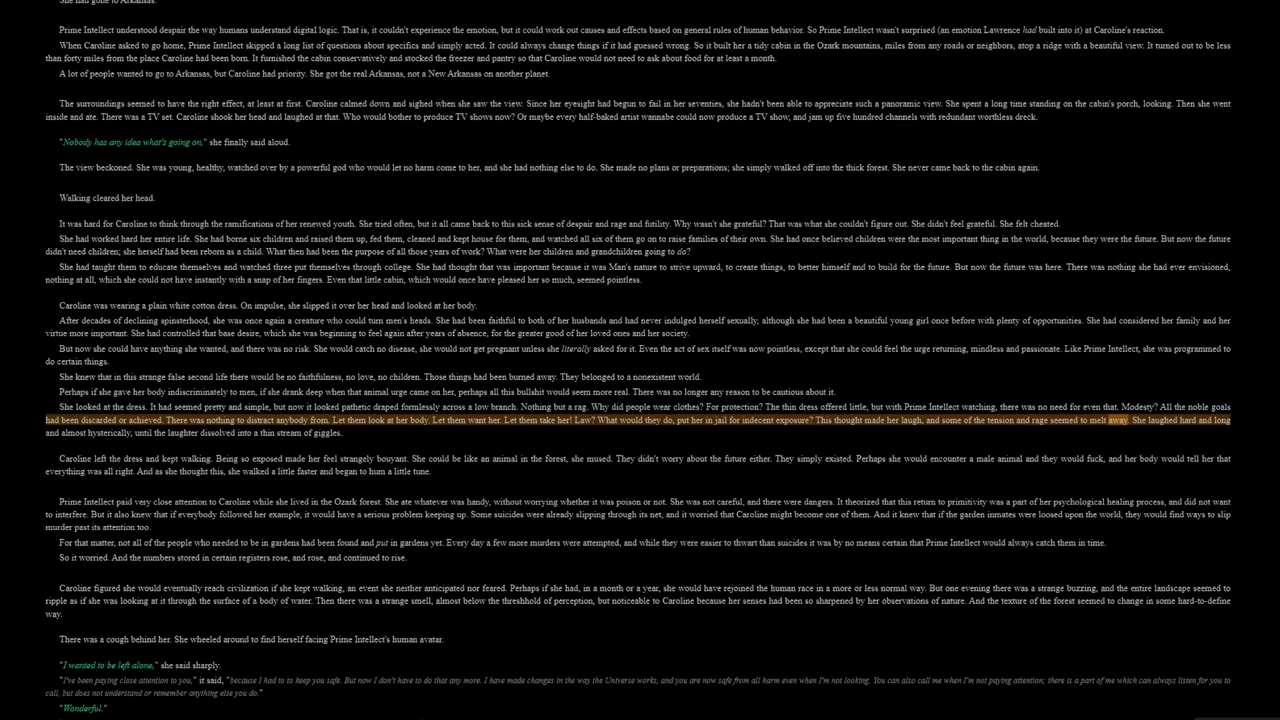 She had gone to Arkansas.
Prime Intellect understood despair the way humans understand digital logic. That is, it couldn't experience the emotion, but it could work out causes and effects based on general rules of human behavior. So Prime Intellect wasn't surprised (an emotion Lawrence had built into it) at Caroline's reaction.
When Caroline asked to go home, Prime Intellect skipped a long list of questions about specifics and simply acted. It could always change things if it had guessed wrong. So it built her a tidy cabin in the Ozark mountains, miles from any roads or neighbors, atop a ridge with a beautiful view. It turned out to be less
than forty miles from the place Caroline had been born. It furnished the cabin conservatively and stocked the freezer and pantry so that Caroline would not need to ask about food for at least a month.
A lot of people wanted to go to Arkansas, but Caroline had priority. She got the real Arkansas, not a New Arkansas on another planet.
The surroundings seemed to have the right effect, at least at first. Caroline calmed down and sighed when she saw the view. Since her eyesight had begun to fail in her seventies, she hadn't been able to appreciate such a panoramic view. She spent a long time standing on the cabin's porch, looking. Then she went
inside and ate. There was a TV set. Caroline shook her head and laughed at that. Who would bother to produce TV shows now? Or maybe every half-baked artist wannabe could now produce a TV show, and jam up five hundred channels with redundant worthless dreck.
"Nobody has any idea what's going on," she finally said aloud.
The view beckoned. She was young, healthy, watched over by a powerful god who would let no harm come to her, and she had nothing else to do. She made no plans or preparations; she simply walked off into the thick forest. She never came back to the cabin again.
Walking cleared her head.
It was hard for Caroline to think through the ramifications of her renewed youth. She tried often, but it all came back to this sick sense of despair and rage and futility. Why wasn't she grateful? That was what she couldn't figure out. She didn't feel grateful. She felt cheated.
She had worked hard her entire life. She had borne six children and raised them up, fed them, cleaned and kept house for them, and watched all six of them go on to raise families of their own. She had once believed children were the most important thing in the world, because they were the future. But now the future
didn't need children; she herself had been reborn as a child. What then had been the purpose of all those years of work? What were her children and grandchildren going to do?
She had taught them to educate themselves and watched three put themselves through college. She had thought that was important because it was Man's nature to strive upward, to create things, to better himself and to build for the future. But now the future was here. There was nothing she had ever envisioned,
nothing at all, which she could not have instantly with a snap of her fingers. Even that little cabin, which would once have pleased her so much, seemed pointless.
Caroline was wearing a plain white cotton dress. On impulse, she slipped it over her head and looked at her body.
After decades of declining spinsterhood, she was once again a creature who could turn men's heads. She had been faithful to both of her husbands and had never indulged herself sexually, although she had been a beautiful young girl once before with plenty of opportunities. She had considered her family and her
virtue more important. She had controlled that base desire, which she was beginning to feel again after years of absence, for the greater good of her loved ones and her society.
But now she could have anything she wanted, and there was no risk. She would catch no disease, she would not get pregnant unless she literally asked for it. Even the act of sex itself was now pointless, except that she could feel the urge returning, mindless and passionate. Like Prime Intellect, she was programmed to
do certain things.
She knew that in this strange false second life there would be no faithfulness, no love, no children. Those things had been burned away. They belonged to a nonexistent world.
Perhaps if she gave her body indiscriminately to men, if she drank deep when that animal urge came on her, perhaps all this bullshit would seem more real. There was no longer any reason to be cautious about it.
She looked at the dress. It had seemed pretty and simple, but now it looked pathetic draped formlessly across a low branch. Nothing but a rag. Why did people wear clothes? For protection? The thin dress offered little, but with Prime Intellect watching, there was no need for even that. Modesty? All the noble goals
had been discarded or achieved. There was nothing to distract anybody from. Let them look at her body. Let them want her. Let them take her! Law? What would they do, put her in jail for indecent exposure? This thought made her laugh, and some of the tension and rage seemed to melt away. She laughed hard and long
and almost hysterically, until the laughter dissolved into a thin stream of giggles.
Caroline left the dress and kept walking. Being so exposed made her feel strangely bouyant. She could be like an animal in the forest, she mused. They didn't worry about the future either. They simply existed. Perhaps she would encounter a male animal and they would fuck, and her body would tell her that
everything was all right. And as she thought this, she walked a little faster and began to hum a little tune.
Prime Intellect paid very close attention to Caroline while she lived in the Ozark forest. She ate whatever was handy, without worrying whether it was poison or not. She was not careful, and there were dangers. It theorized that this return to primitivity was a part of her psychological healing process, and did not want
to interfere. But it also knew that if everybody followed her example, it would have a serious problem keeping up. Some suicides were already slipping through its net, and it worried that Caroline might become one of them. And it knew that if the garden inmates were loosed upon the world, they would find ways to slip
murder past its attention too.
For that matter, not all of the people who needed to be in gardens had been found and put in gardens yet. Every day a few more murders were attempted, and while they were easier to thwart than suicides it was by no means certain that Prime Intellect would always catch them in time.
So it worried. And the numbers stored in certain registers rose, and rose, and continued to rise.
Caroline figured she would eventually reach civilization if she kept walking, an event she neither anticipated nor feared. Perhaps if she had, in a month or a year, she would have rejoined the human race in a more or less normal way. But one evening there was a strange buzzing, and the entire landscape seemed to
ripple as if she was looking at it through the surface of a body of water. Then there was a strange smell, almost below the threshhold of perception, but noticeable to Caroline because her senses had been so sharpened by her observations of nature. And the texture of the forest seemed to change in some hard-to-define
way.
There was a cough behind her. She wheeled around to find herself facing Prime Intellect's human avatar.
"I wanted to be left alone," she said sharply.
"I've been paying close attention to you," it said, "because I had to to keep you safe. But now I don't have to do that any more. I have made changes in the way the Universe works, and you are now safe from all harm even when I'm not looking. You can also call me when I'm not paying attention; there is a part of me which can always listen for you to
call, but does not understand or remember anything else you do."
"Wonderful."